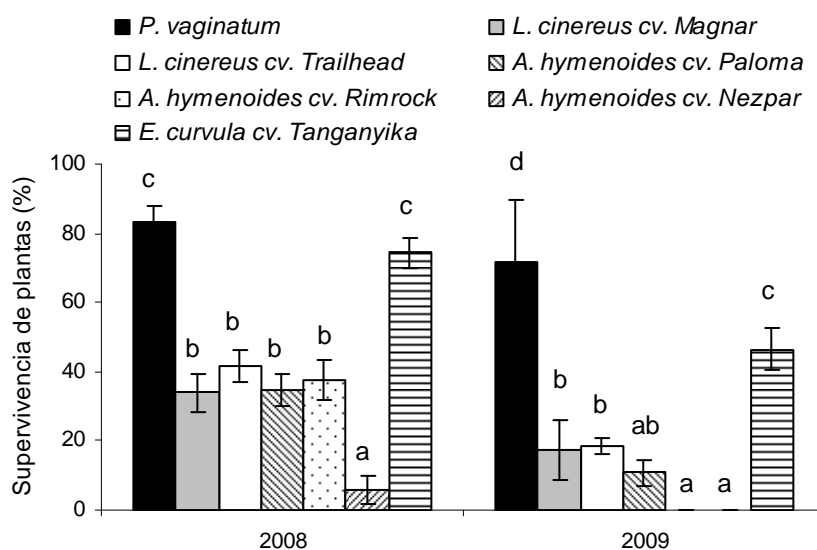 P. vaginatum
L. cinereus cv. Magnar
L. cinereus cv. Trailhead
A. hymenoides cv. Paloma
A. hymenoides cv. Rimrock
A. hymenoides cv. Nezpar
E. curvula cv. Tanganyika
Supervivencia de plantas (%)
100
80
60
40
20
0
c
b
b
b
b
a
c
d
b
b
ab
a
a
c
2008
2009